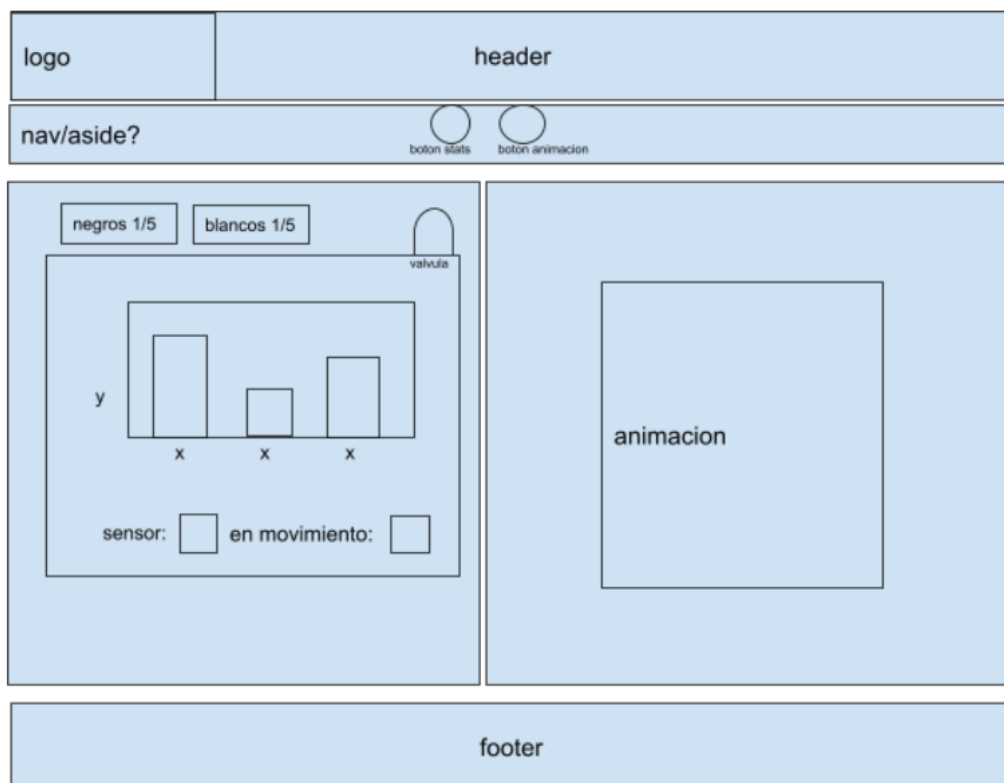 logo
header
nav/aside?
boton stats
boton animacion
negros 1/5
blancos 1/5
valvula
y
x
x
x
sensor:
en movimiento:
animacion
footer